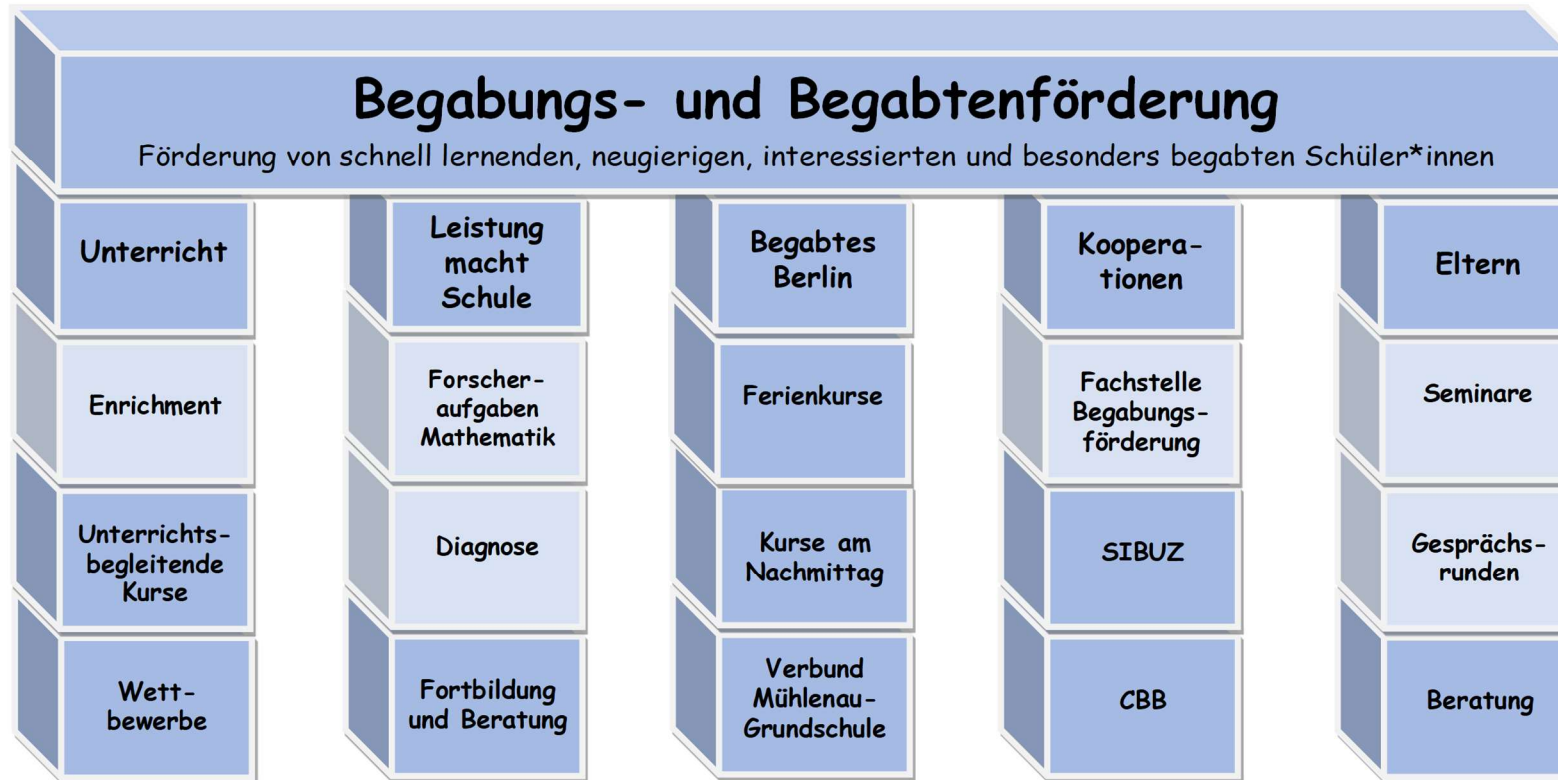 Begabungs- und Begabtenförderung
Förderung von schnell lernenden, neugierigen, interessierten und besonders begabten Schüler*innen
Unterricht
Leistung
macht
Schule
Begabtes
Berlin
Koopera-
tionen
Eltern
Enrichment
Forscher-
aufgaben
Mathematik
Ferienkurse
Fachstelle
Begabungs-
förderung
Seminare
Unterrichts-
begleitende
Kurse
Diagnose
Kurse am
Nachmittag
SIBUZ
Gesprächs-
runden
Wett-
bewerbe
Fortbildung
und Beratung
Verbund
Mühlenau-
Grundschule
CBB
Beratung